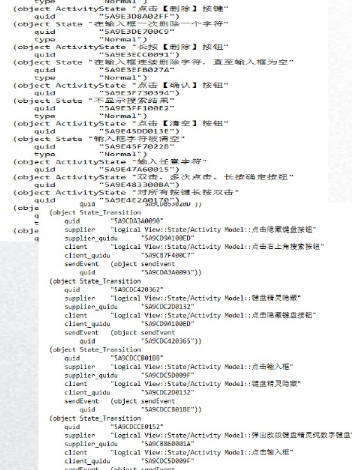 type "Normal")
(object ActivityState "点击【删除】按键"
quid "5A9E3D8A02FF")
(object State "在输入框一次删除一个字符"
quid "5A9E3DE700C9"
type "Normal")
(object ActivityState "长按【删除】按钮"
quid "5A9E3ECC0091")
(object State "在输入框连续删除字符，直至输入框为空"
quid "5A9E3EFB027A"
type "Normal")
(object ActivityState "点击【确认】按钮"
quid "5A9E3F750394")
(object State "不显示搜索结果"
quid "5A9E3FF100E2"
type "Normal")
(object ActivityState "点击【清空】按钮"
quid "5A9E45DD013E")
(object State "输入框字符被清空"
quid "5A9E45F70228"
type "Normal")
(object ActivityState "输入任意字符"
quid "5A9E47A60015")
(object ActivityState "双击、多次点击、长按确定按钮"
quid "5A9E4833008A")
(object ActivityState "对所有按键长按双击"
quid "5A9E4E2A0170")
(obje
quid
(object State_Transition
quid "5A9CDA3A0090"
supplier "Logical View::State/Activity Model::点击隐藏键盘按钮"
supplier_quidu "5A9CD9A100ED"
client "Logical View::State/Activity Model::点击右上角搜索按钮"
client_quidu "5A9C87F400C7"
sendEvent (object sendEvent
quid "5A9CDA3A0093"))
(object State_Transition
quid "5A9CDC420362"
supplier "Logical View::State/Activity Model::键盘精灵隐藏"
supplier_quidu "5A9CDC2D0132"
client "Logical View::State/Activity Model::点击隐藏键盘按钮"
client_quidu "5A9CD9A100ED"
sendEvent (object sendEvent
quid "5A9CDC420365"))
(object State_Transition
quid "5A9CDCCB01BB"
supplier "Logical View::State/Activity Model::点击输入框"
supplier_quidu "5A9CDC5D009F"
client "Logical View::State/Activity Model::键盘精灵隐藏"
client_quidu "5A9CDC2D0132"
sendEvent (object sendEvent
quid "5A9CDCCB01BE"))
(object State_Transition
quid "5A9CDCCE0152"
supplier "Logical View::State/Activity Model::弹出改版键盘精灵纯数字键盘"
supplier_quidu "5A9C8860001A"
client "Logical View::State/Activity Model::点击输入框"
client_quidu "5A9CDC5D009F"
sendEvent (object sendEvent